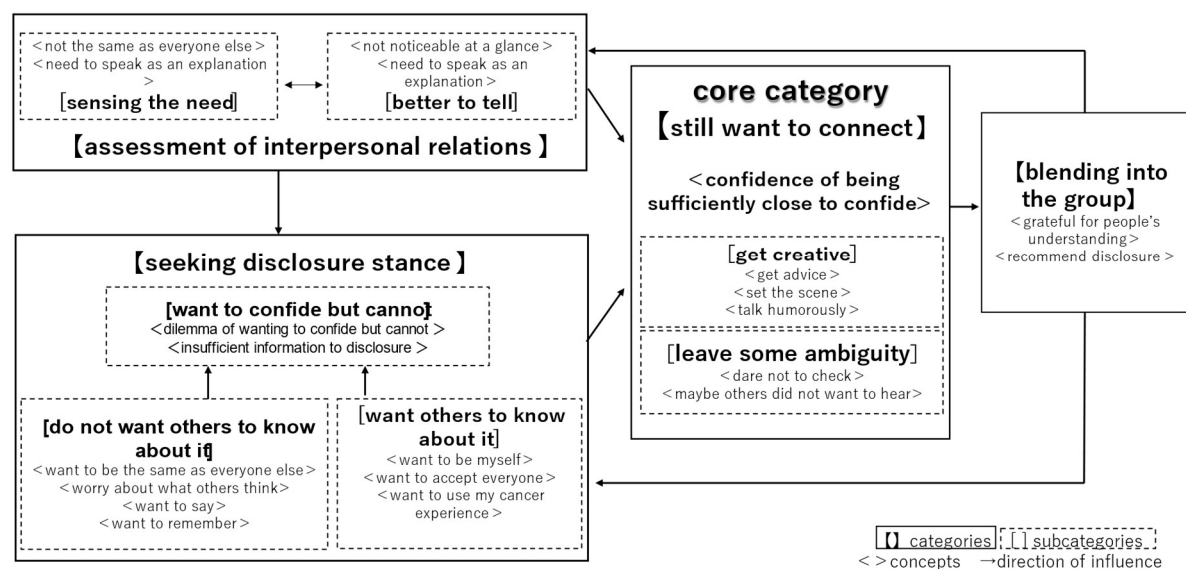 <not the same as everyone else>
<need to speak as an explanation
>
[sensing the need]
<not noticeable at a glance>
<need to speak as an
explanation>
[better to tell]
【assessment of interpersonal relations】
【seeking disclosure stance】
[want to confide but cannot]
<dilemma of wanting to confide but cannot >
<insufficient information to disclosure >
[do not want others to know
about it]
<want to be the same as everyone else>
<worry about what others think>
<want to say>
<want to remember>
[want others to know
about it]
<want to be myself>
<want to accept everyone>
<want to use my cancer
experience>
core category
【still want to connect】
<confidence of being
sufficiently close to confide>
[get creative]
<get advice>
<set the scene>
<talk humorously>
[leave some ambiguity]
<dare not to check>
<maybe others did not want to hear>
【blending into
the group】
<grateful for people's
understanding>
<recommend disclosure >
【】 categories [ ] subcategories
< >concepts →direction of influence